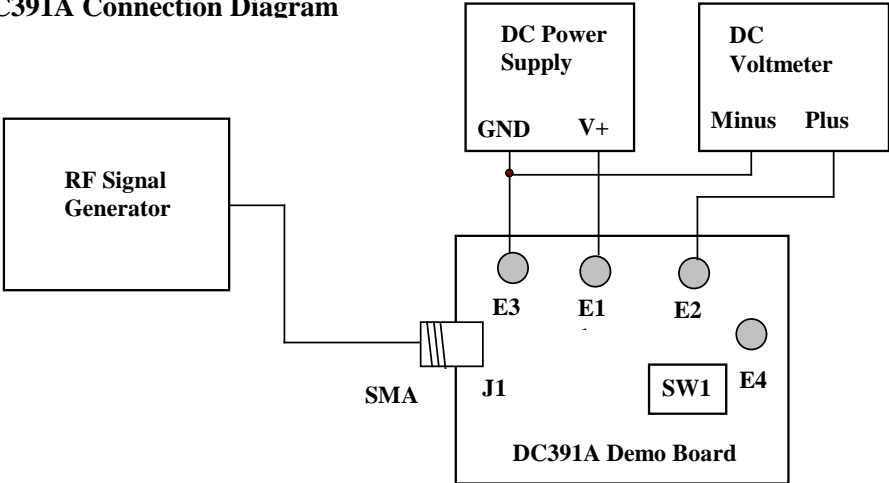 C391A Connection Diagram
DC Power
Supply
GND V+
DC
Voltmeter
Minus Plus
RF Signal
Generator
E3 E1 E2
E4
SMA J1 SW1
DC391A Demo Board